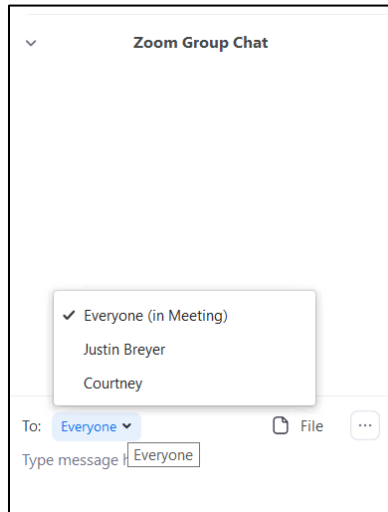 Zoom Group Chat
Everyone (in Meeting)
Justin Breyer
Courtney
To: Everyone File ...
Type message Everyone